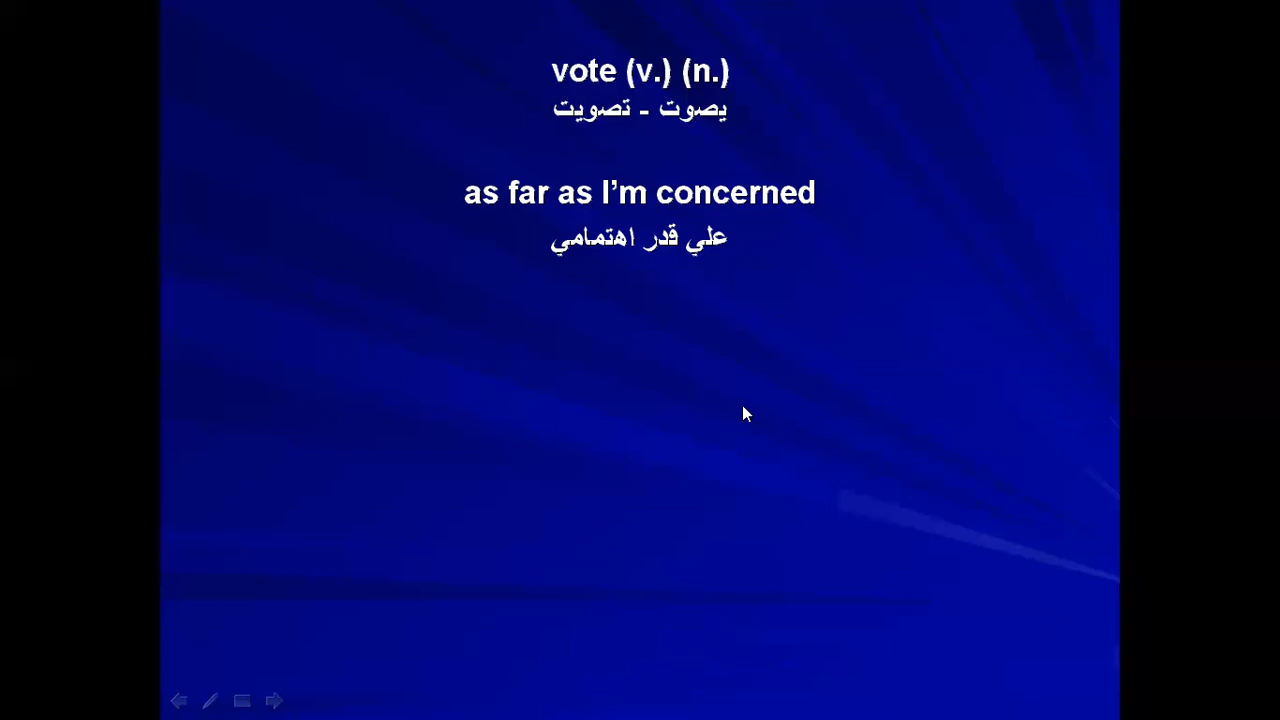 vote (v.) (n.)
يصوت - تصويت
as far as I’m concerned
علي قدر اهتمامي